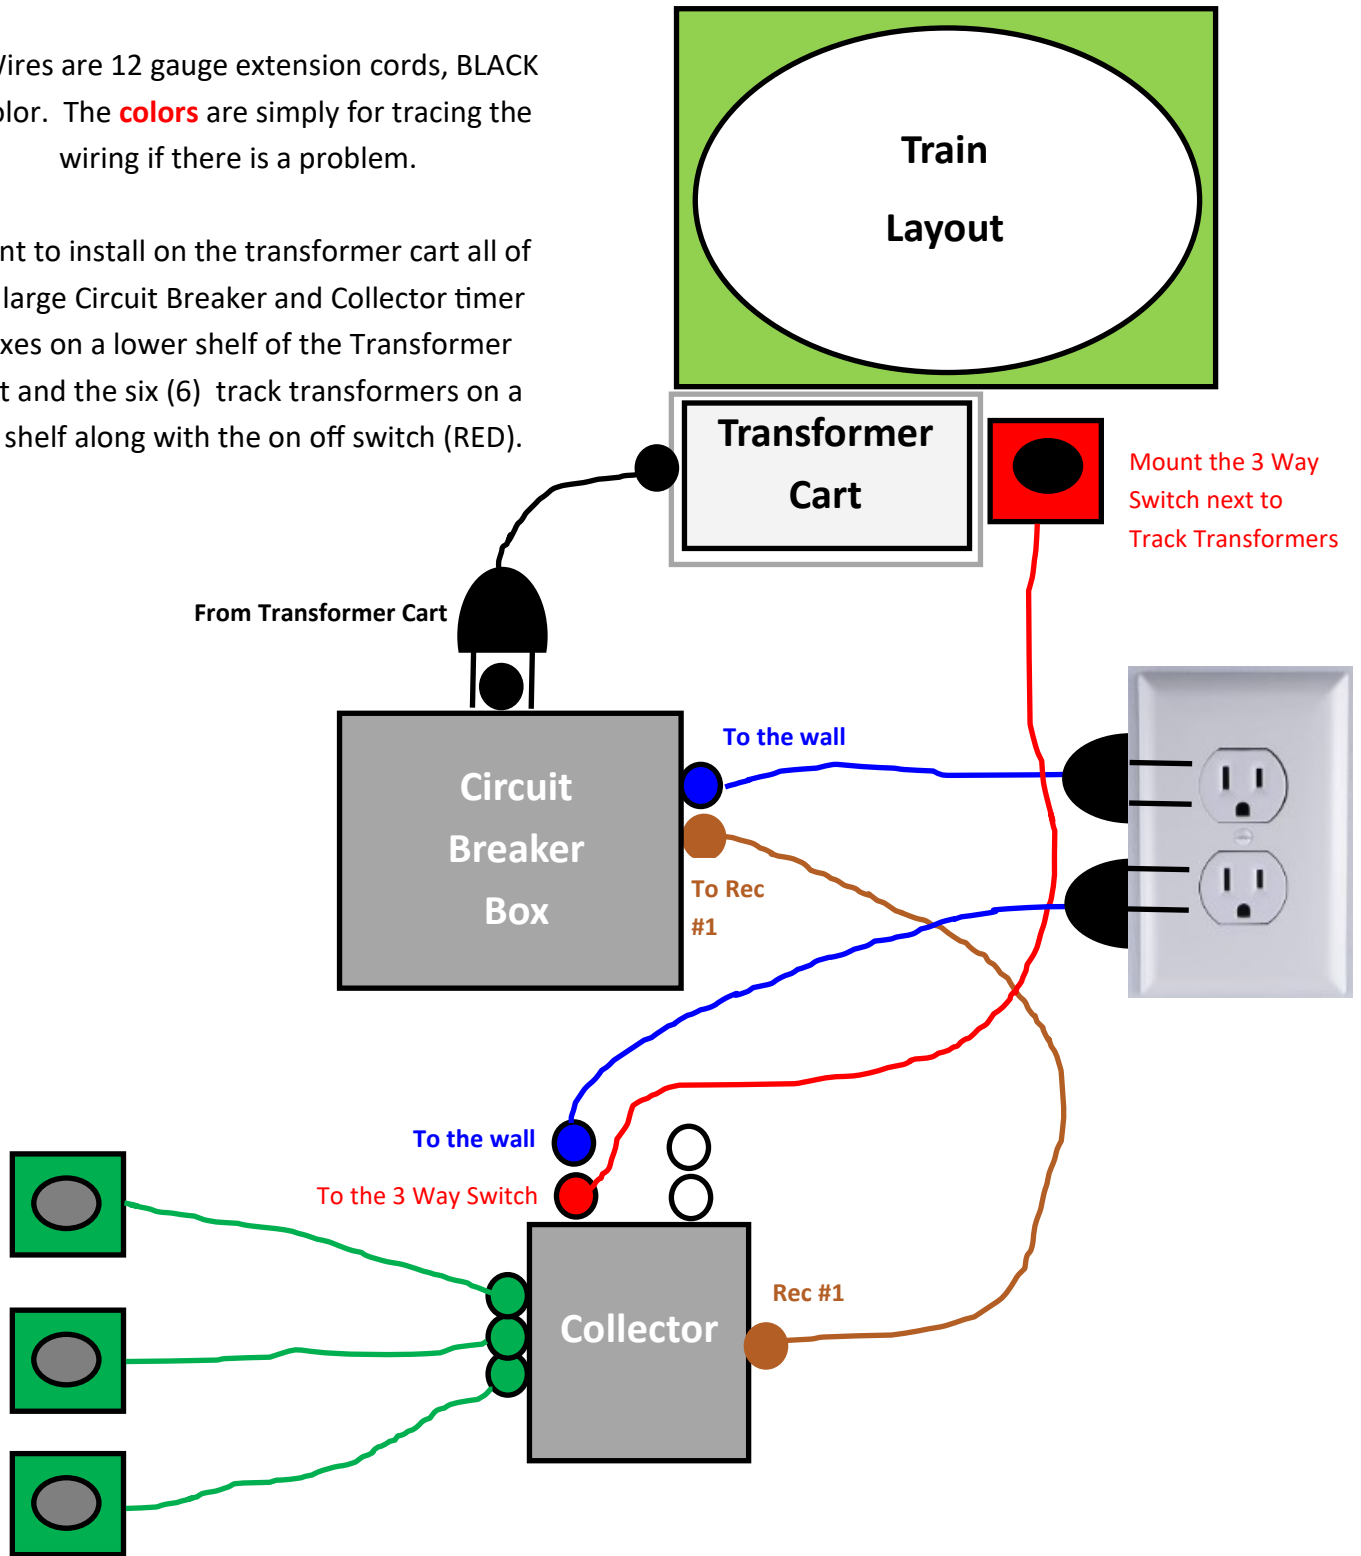 ires are 12 gauge extension cords, BLACK
olor. The colors are simply for tracing the
wiring if there is a problem.
nt to install on the transformer cart all of
large Circuit Breaker and Collector timer
xes on a lower shelf of the Transformer
t and the six (6) track transformers on a
shelf along with the on off switch (RED).
Train
Layout
Transformer
Cart
Mount the 3 Way
Switch next to
Track Transformers
From Transformer Cart
To the wall
Circuit
Breaker
Box
To Rec
#1
To the wall
To the 3 Way Switch
Rec #1
Collector